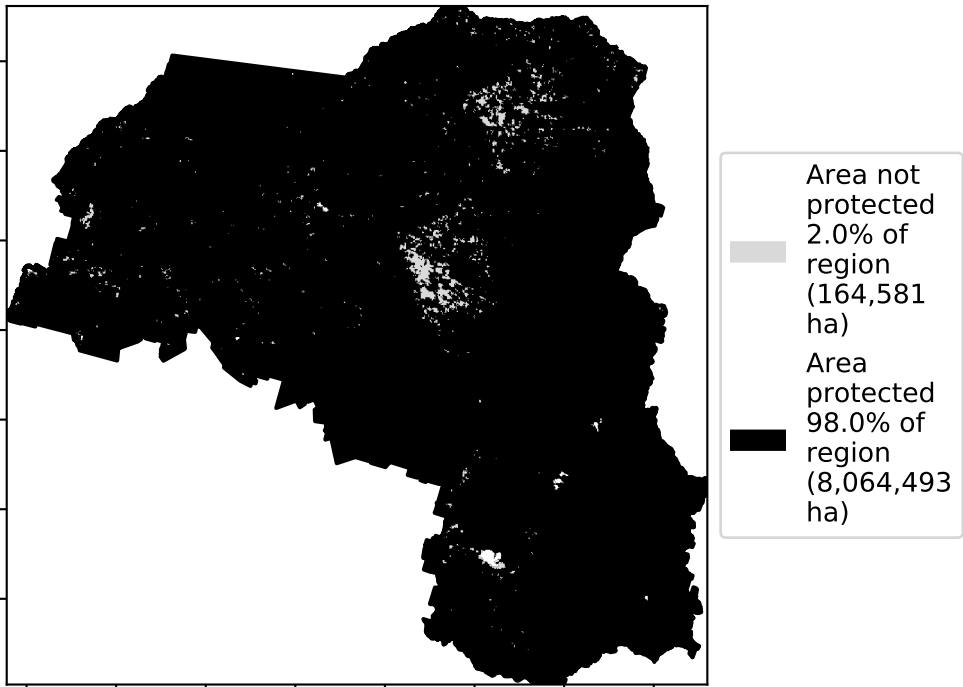 Area not
protected
2.0% of
region
(164,581
ha)
Area
protected
98.0% of
region
(8,064,493
ha)